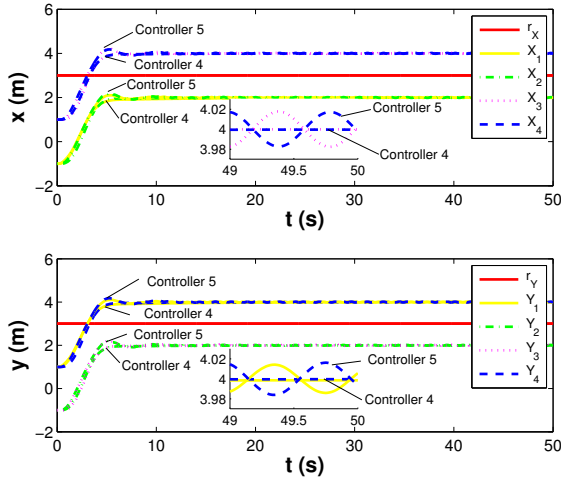 Controller 5
Controller 4
r_X
X_1
X_2
X_3
X_4
x (m)
6
4
2
0
−2
Controller 5
Controller 4
4.02
4
3.98
Controller 5
Controller 4
49
49.5
50
0
10
20
30
40
50
t (s)
Controller 5
Controller 4
r_Y
Y_1
Y_2
Y_3
Y_4
y (m)
6
4
2
0
−2
Controller 5
Controller 4
4.02
4
3.98
Controller 5
Controller 4
49
49.5
50
0
10
20
30
40
50
t (s)